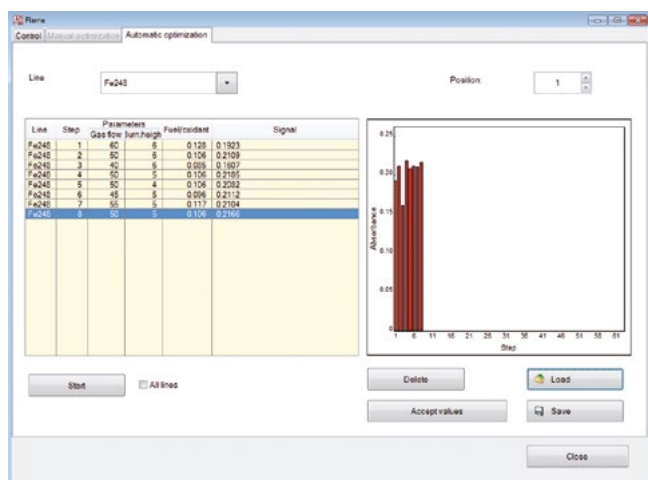 Flame
Control Manual optimization Automatic optimization
Line Fe248 Position: 1
Parameters
Line Step Gas flow Burn.heigh Fuel/oxidant Signal
Fe248 1 60 6 0.128 0.1923
Fe248 2 50 6 0.106 0.2109
Fe248 3 40 6 0.085 0.1607
Fe248 4 50 5 0.106 0.2185
Fe248 5 50 4 0.106 0.2082
Fe248 6 45 5 0.096 0.2112
Fe248 7 55 5 0.117 0.2104
Fe248 8 50 5 0.106 0.2166
0.25
0.20
0.15
0.10
0.05
0
Absorbance
1 6 11 16 21 26 31 36 41 46 51 56 61
Step
Start All lines
Delete Load
Accept values Save
Close